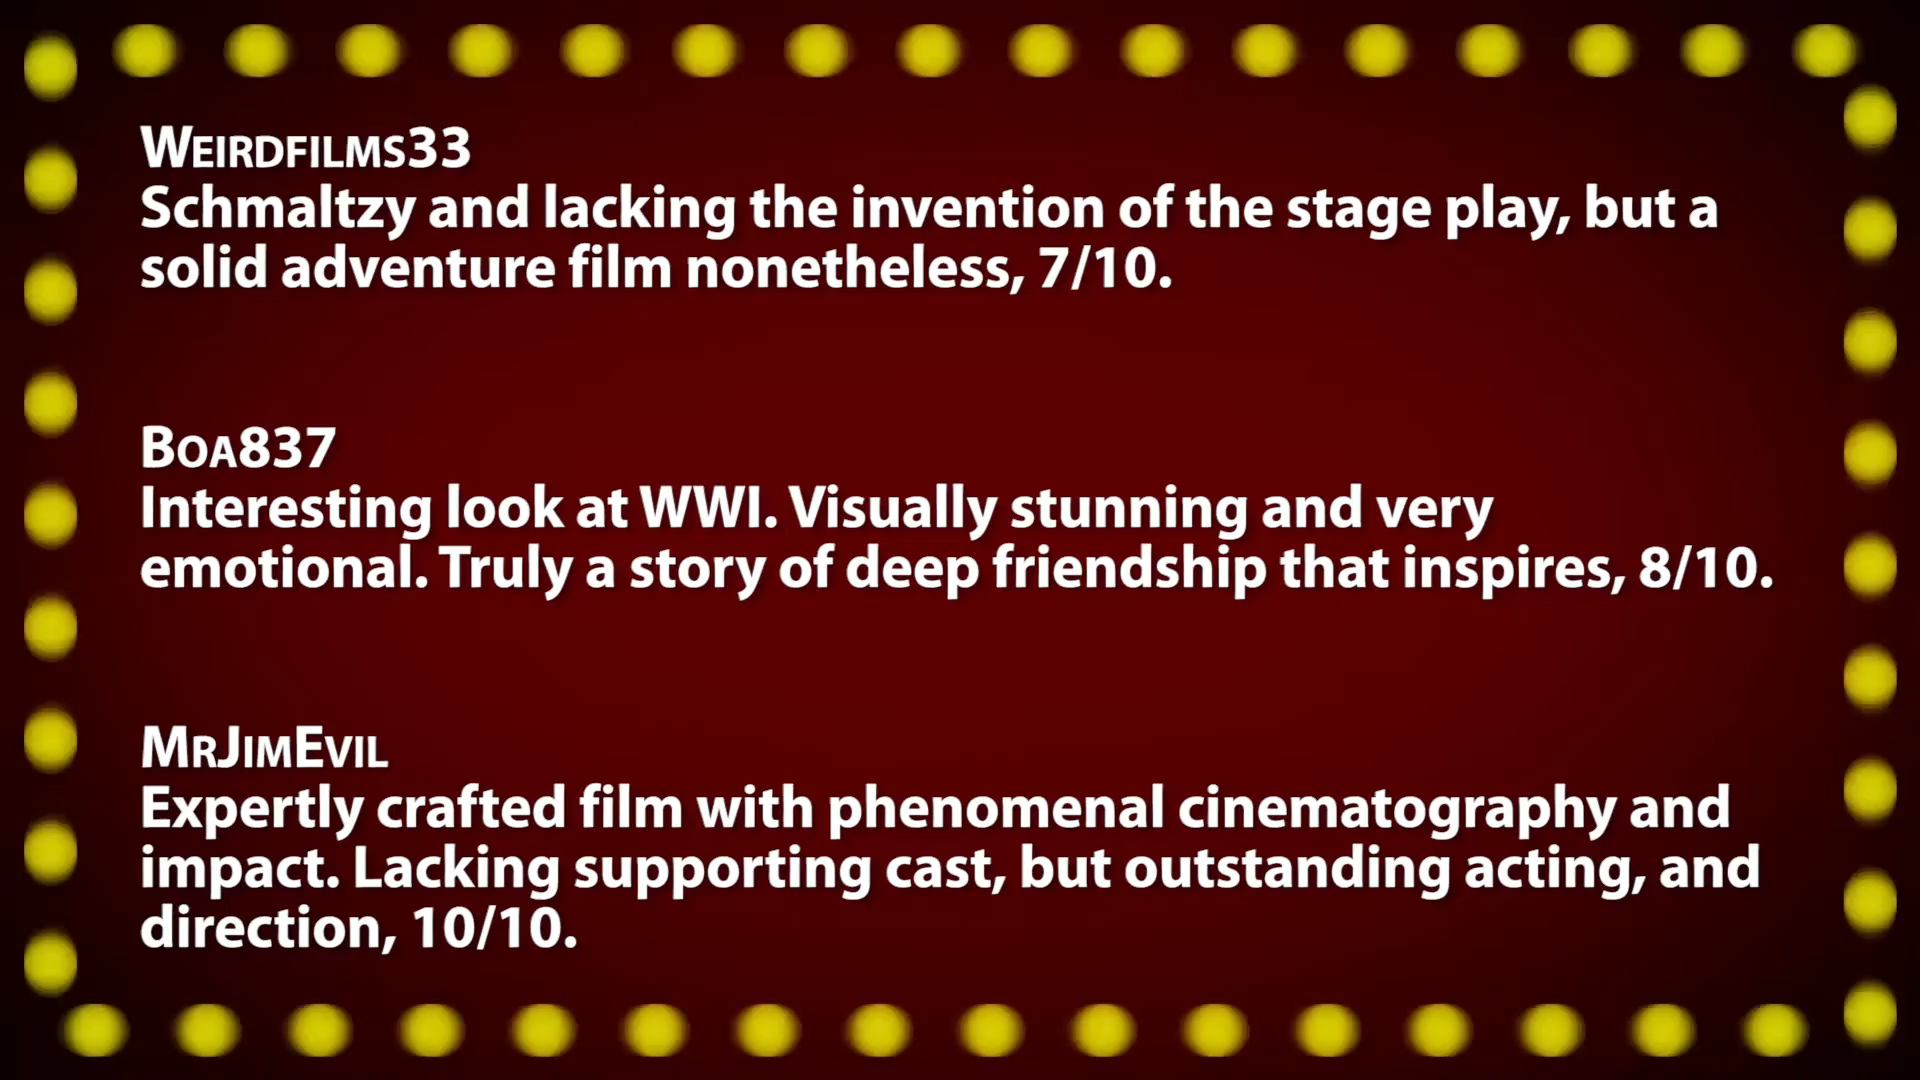 WEIRDFILMS33
Schmaltzy and lacking the invention of the stage play, but a
solid adventure film nonetheless, 7/10.
BOA837
Interesting look at WWI. Visually stunning and very
emotional. Truly a story of deep friendship that inspires, 8/10.
MRJIMEVIL
Expertly crafted film with phenomenal cinematography and
impact. Lacking supporting cast, but outstanding acting, and
direction, 10/10.